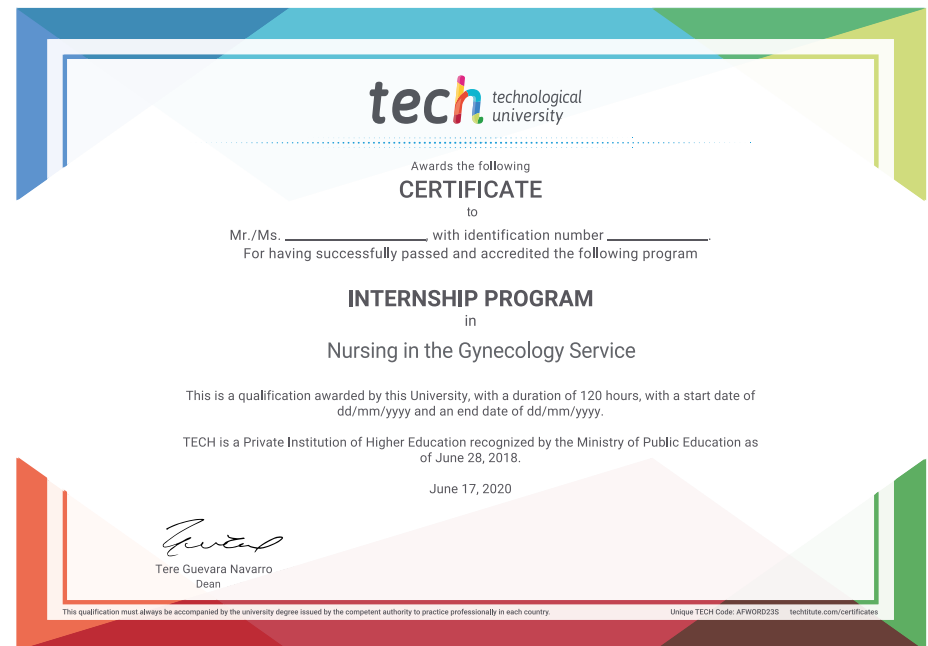 tech technological
university
Awards the following
CERTIFICATE
to
Mr./Ms. ____________________, with identification number ______________.
For having successfully passed and accredited the following program
INTERNSHIP PROGRAM
in
Nursing in the Gynecology Service
This is a qualification awarded by this University, with a duration of 120 hours, with a start date of
dd/mm/yyyy and an end date of dd/mm/yyyy.
TECH is a Private Institution of Higher Education recognized by the Ministry of Public Education as
of June 28, 2018.
June 17, 2020
Tere Guevara Navarro
Dean
This qualification must always be accompanied by the university degree issued by the competent authority to practice professionally in each country.
Unique TECH Code: AFWORD23S techtitute.com/certificates